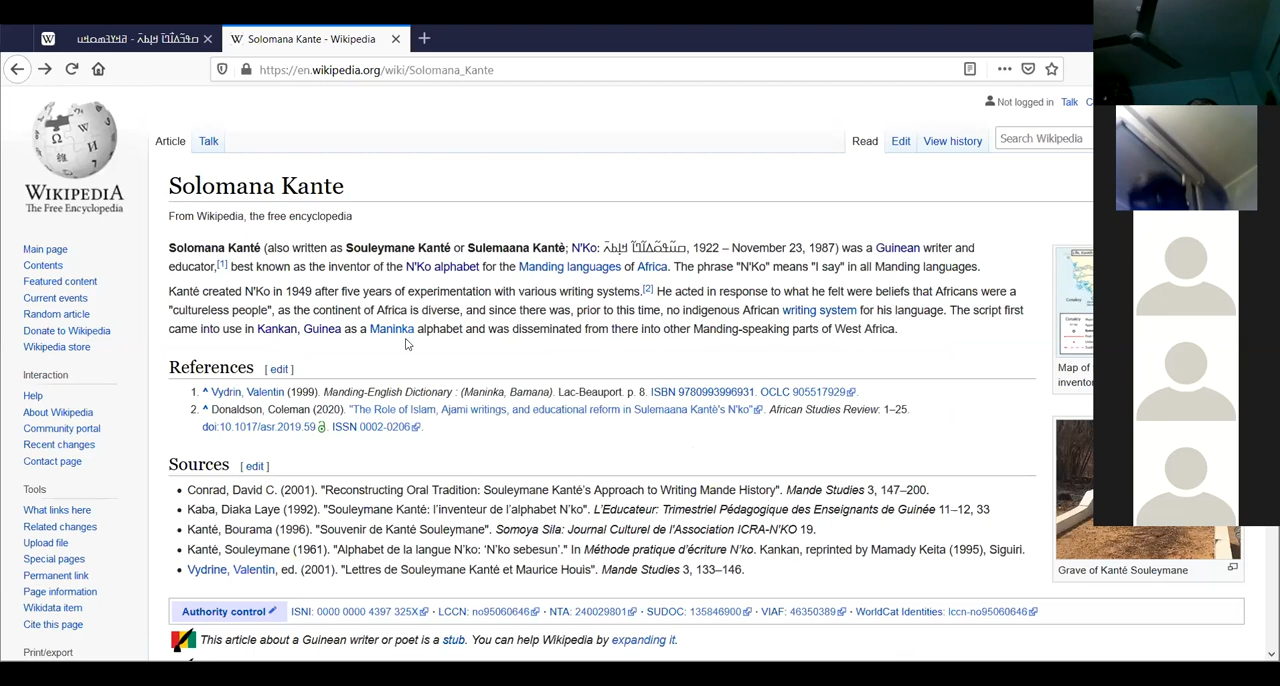 Solomana Kante - Wikipedia
https://en.wikipedia.org/wiki/Solomana_Kante
Not logged in Talk
Article Talk
Read Edit View history
Search Wikipedia
WIKIPEDIA
The Free Encyclopedia
Main page
Contents
Featured content
Current events
Random article
Donate to Wikipedia
Wikipedia store
Interaction
Help
About Wikipedia
Community portal
Recent changes
Contact page
Tools
What links here
Related changes
Upload file
Special pages
Permanent link
Page information
Wikidata item
Cite this page
Print/export
Solomana Kante
From Wikipedia, the free encyclopedia
Solomana Kanté (also written as Souleymane Kanté or Sulemaana Kantè; N'Ko: 1922 – November 23, 1987) was a Guinean writer and
educator,[1] best known as the inventor of the N'Ko alphabet for the Manding languages of Africa. The phrase "N'Ko" means "I say" in all Manding languages.
Kanté created N'Ko in 1949 after five years of experimentation with various writing systems.[2] He acted in response to what he felt were beliefs that Africans were a
"cultureless people", as the continent of Africa is diverse, and since there was, prior to this time, no indigenous African writing system for his language. The script first
came into use in Kankan, Guinea as a Maninka alphabet and was disseminated from there into other Manding-speaking parts of West Africa.
References [ edit ]
1. ^ Vydrin, Valentin (1999). Manding-English Dictionary : (Maninka, Bamana). Lac-Beauport. p. 8. ISBN 9780993996931. OCLC 905517929.
2. ^ Donaldson, Coleman (2020). "The Role of Islam, Ajami writings, and educational reform in Sulemaana Kantè's N'ko". African Studies Review: 1–25.
doi:10.1017/asr.2019.59. ISSN 0002-0206.
Sources [ edit ]
• Conrad, David C. (2001). "Reconstructing Oral Tradition: Souleymane Kanté's Approach to Writing Mande History". Mande Studies 3, 147–200.
• Kaba, Diaka Laye (1992). "Souleymane Kanté: l'inventeur de l'alphabet N'ko". L'Educateur: Trimestriel Pédagogique des Enseignants de Guinée 11–12, 33
• Kantè, Bourama (1996). "Souvenir de Kantè Souleymane". Somoya Sila: Journal Culturel de l'Association ICRA-N'KO 19.
• Kantè, Souleymane (1961). "Alphabet de la langue N'ko: 'N'ko sebesun'." In Méthode pratique d'écriture N'ko. Kankan, reprinted by Mamady Keita (1995), Siguiri.
• Vydrine, Valentin, ed. (2001). "Lettres de Souleymane Kanté et Maurice Houis". Mande Studies 3, 133–146.
Authority control ISNI: 0000 0000 4397 325X · LCCN: no95060646 · NTA: 240029801 · SUDOC: 135846900 · VIAF: 46350389 · WorldCat Identities: lccn-no95060646
This article about a Guinean writer or poet is a stub. You can help Wikipedia by expanding it.
Map of
Grave of Kanté Souleymane